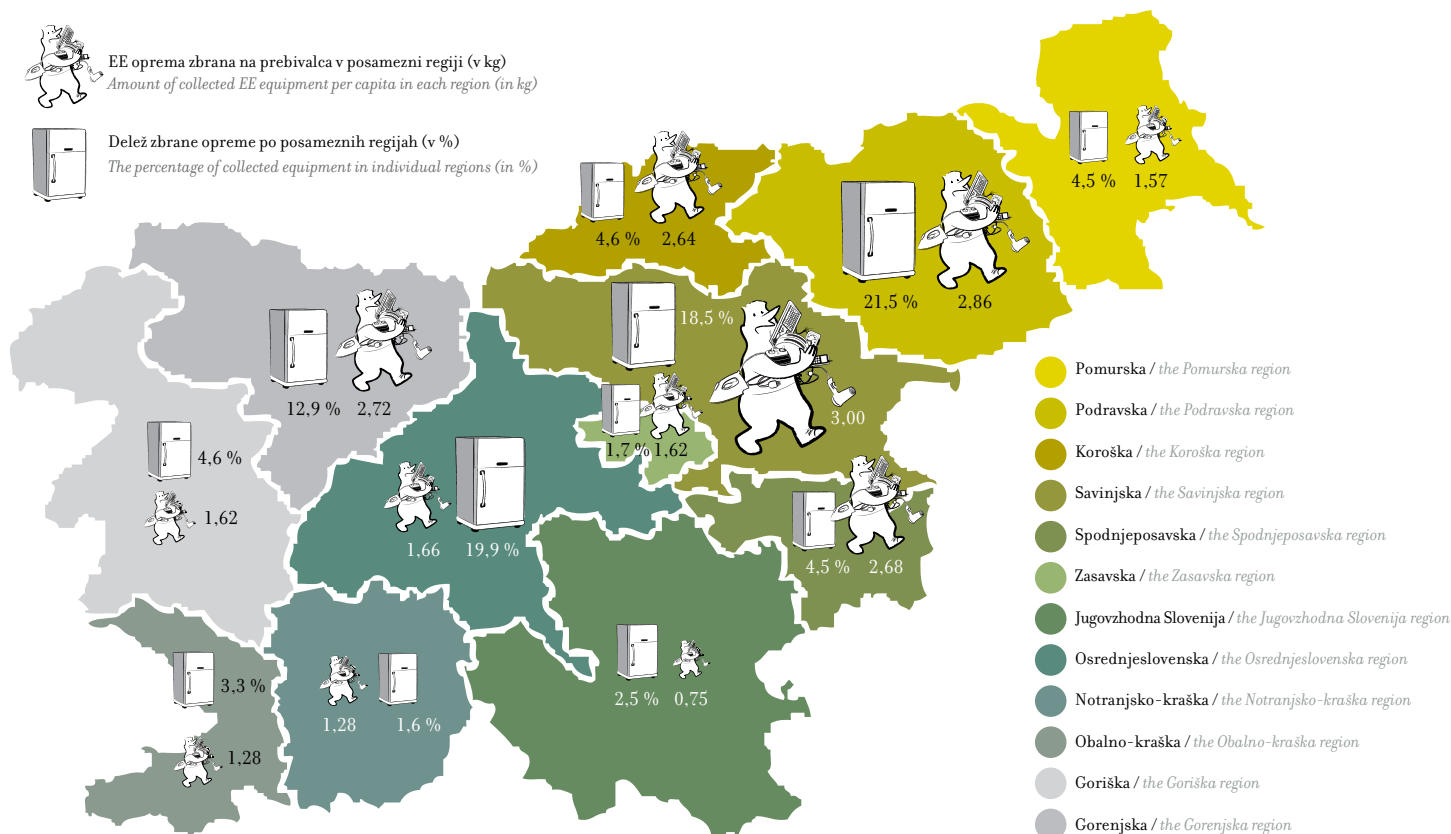 EE oprema zbrana na prebivalca v posamezni regiji (v kg)
Amount of collected EE equipment per capita in each region (in kg)
Delež zbrane opreme po posameznih regijah (v %)
The percentage of collected equipment in individual regions (in %)
4,5 % 1,57
4,6 % 2,64
21,5 % 2,86
18,5 %
3,00
12,9 % 2,72
1,7 % 1,62
4,6 %
1,62
1,66 19,9 %
4,5 % 2,68
2,5 % 0,75
3,3 %
1,28
1,28 1,6 %
Pomurska / the Pomurska region
Podravska / the Podravska region
Koroška / the Koroška region
Savinjska / the Savinjska region
Spodnjeposavska / the Spodnjeposavska region
Zasavska / the Zasavska region
Jugovzhodna Slovenija / the Jugovzhodna Slovenija region
Osrednjeslovenska / the Osrednjeslovenska region
Notranjsko-kraška / the Notranjsko-kraška region
Obalno-kraška / the Obalno-kraška region
Goriška / the Goriška region
Gorenjska / the Gorenjska region